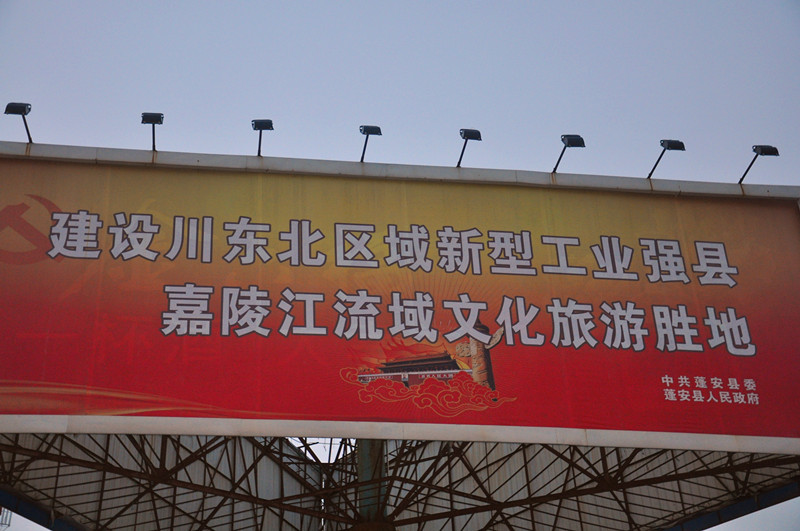 建设川东北区域新型工业强县
嘉陵江流域文化旅游胜地
中共蓬安县委
蓬安县人民政府